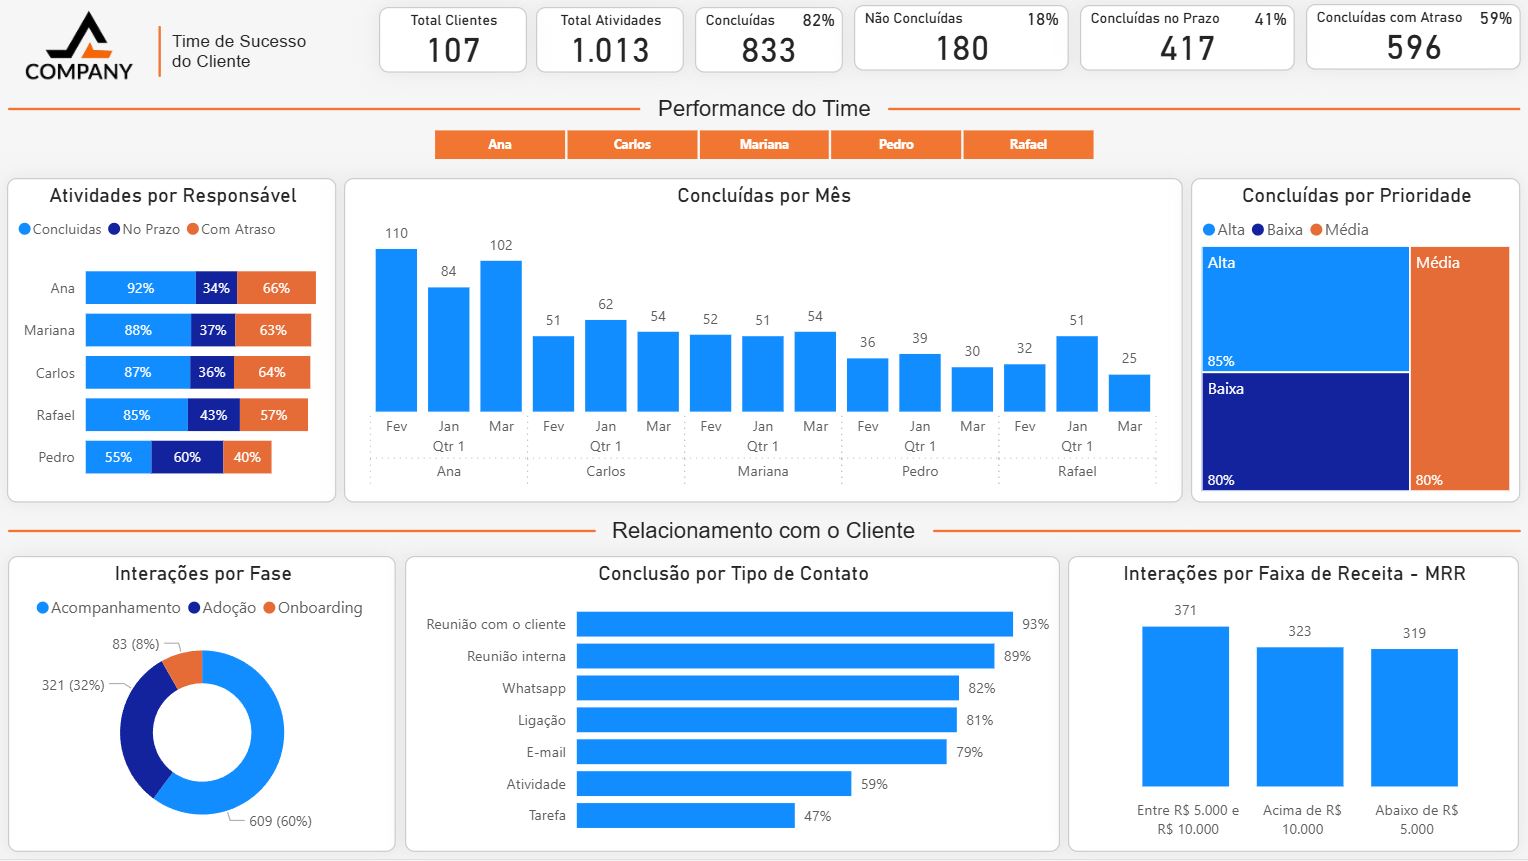 COMPANY
Time de Sucesso
do Cliente
Total Clientes
107
Total Atividades
1.013
Concluídas 82%
833
Não Concluídas 18%
180
Concluídas no Prazo 41%
417
Concluídas com Atraso 59%
596
Performance do Time
Ana Carlos Mariana Pedro Rafael
Atividades por Responsável
Concluidas No Prazo Com Atraso
Ana 92% 34% 66%
Mariana 88% 37% 63%
Carlos 87% 36% 64%
Rafael 85% 43% 57%
Pedro 55% 60% 40%
Concluídas por Mês
110 84 102 51 62 54 52 51 54 36 39 30 32 51 25
Fev Jan Mar Fev Jan Mar Fev Jan Mar Fev Jan Mar Fev Jan Mar
Qtr 1 Qtr 1 Qtr 1 Qtr 1 Qtr 1
Ana Carlos Mariana Pedro Rafael
Concluídas por Prioridade
Alta Baixa Média
Alta
85%
Baixa
80%
Média
80%
Relacionamento com o Cliente
Interações por Fase
Acompanhamento Adoção Onboarding
83 (8%)
321 (32%)
609 (60%)
Conclusão por Tipo de Contato
Reunião com o cliente 93%
Reunião interna 89%
Whatsapp 82%
Ligação 81%
E-mail 79%
Atividade 59%
Tarefa 47%
Interações por Faixa de Receita - MRR
371 323 319
Entre R$ 5.000 e
R$ 10.000
Acima de R$
10.000
Abaixo de R$
5.000